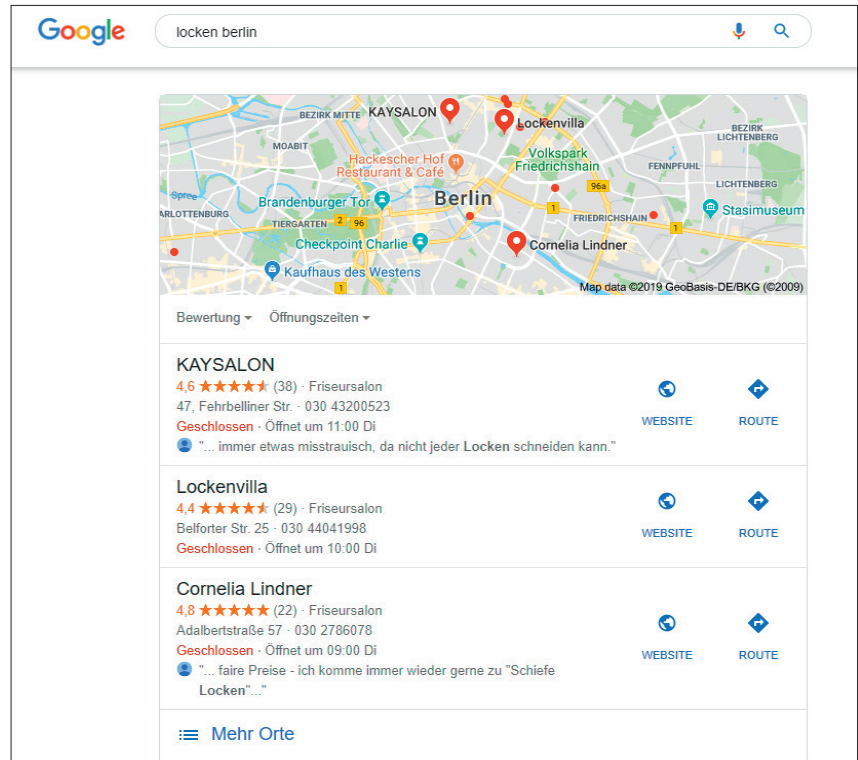 Google
locken berlin
BEZIRK MITTE
KAYSALON
Lockenvilla
BEZIRK
LICHTENBERG
MOABIT
Hackescher Hof
Restaurant & Café
Volkspark
Friedrichshain
FENNPFUHL
Spree
Brandenburger Tor
Berlin
96a
LICHTENBERG
ARLOTTENBURG
TIERGARTEN
2
96
1
FRIEDRICHSHAIN
1
Stasimuseum
Checkpoint Charlie
Cornelia Lindner
Kaufhaus des Westens
1
Map data ©2019 GeoBasis-DE/BKG (©2009)
Bewertung Öffnungszeiten
KAYSALON
4,6 (38) · Friseursalon
47, Fehrbelliner Str. · 030 43200523
Geschlossen · Öffnet um 11:00 Di
WEBSITE ROUTE
"... immer etwas misstrauisch, da nicht jeder Locken schneiden kann."
Lockenvilla
4,4 (29) · Friseursalon
Belforter Str. 25 · 030 44041998
WEBSITE ROUTE
Geschlossen · Öffnet um 10:00 Di
Cornelia Lindner
4,8 (22) · Friseursalon
Adalbertstraße 57 · 030 2786078
Geschlossen · Öffnet um 09:00 Di
WEBSITE ROUTE
"... faire Preise - ich komme immer wieder gerne zu "Schiefe
Locken"..."
Mehr Orte